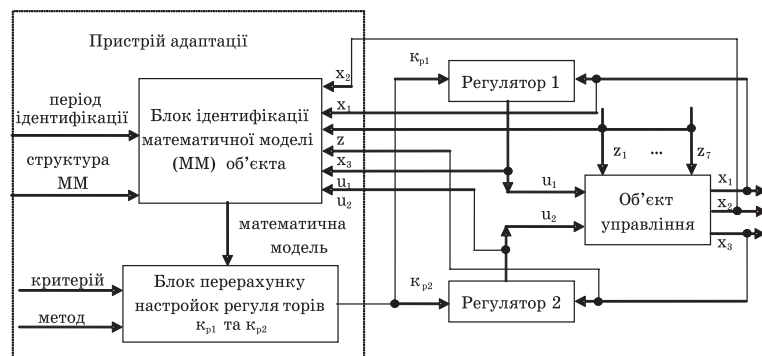 Пристрій адаптації
період
ідентифікації
структура
ММ
Блок ідентифікації
математичної моделі
(ММ) об’єкта
x₂
x₁
z
x₃
u₁
u₂
математична
модель
критерій
метод
Блок перерахунку
настройок регуля торів
кр1 та кр2
кр1
Регулятор 1
кр2
Регулятор 2
z₁ ... z₇
u₁
u₂
Об’єкт
управління
x₁
x₂
x₃